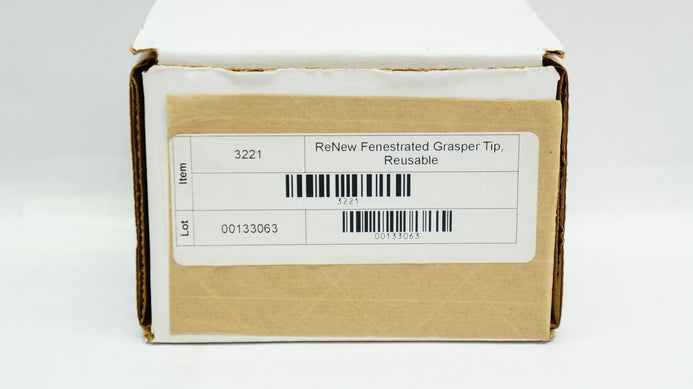 Item
3221
ReNew Fenestrated Grasper Tip,
Reusable
3221
Lot
00133063
00133063